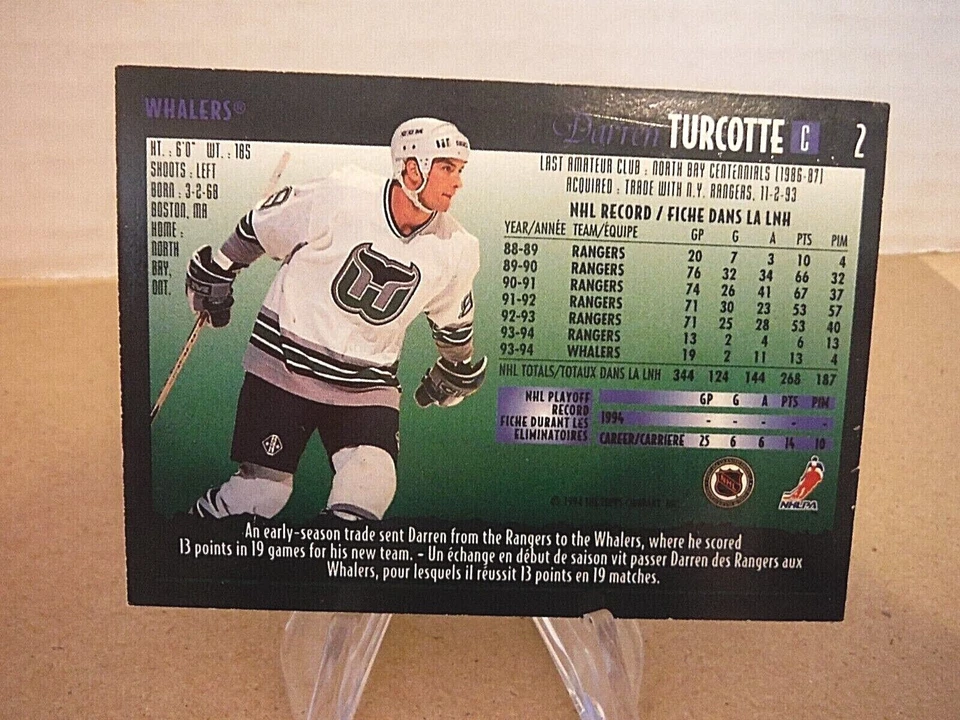 WHALERS®
Darren TURCOTTE C 2
HT. : 6'0" WT. : 185
SHOOTS : LEFT
BORN : 3-2-68
BOSTON, MA
HOME :
NORTH
BAY,
ONT.
CCM
LAST AMATEUR CLUB : NORTH BAY CENTENNIALS (1986-87)
ACQUIRED : TRADE WITH N.Y. RANGERS, 11-2-93
NHL RECORD / FICHE DANS LA LNH
YEAR/ANNÉE TEAM/ÉQUIPE GP G A PTS PIM
88-89 RANGERS 20 7 3 10 4
89-90 RANGERS 76 32 34 66 32
90-91 RANGERS 74 26 41 67 37
91-92 RANGERS 71 30 23 53 57
92-93 RANGERS 71 25 28 53 40
93-94 RANGERS 13 2 4 6 13
93-94 WHALERS 19 2 11 13 4
NHL TOTALS/TOTAUX DANS LA LNH 344 124 144 268 187
NHL PLAYOFF
RECORD
FICHE DURANT LES
ELIMINATOIRES
GP G A PTS PIM
1994 - - - - -
CAREER/CARRIERE 25 6 6 14 10
NHL
NHLPA
© 1994 THE TOPPS COMPANY, INC.
An early-season trade sent Darren from the Rangers to the Whalers, where he scored
13 points in 19 games for his new team. - Un échange en début de saison vit passer Darren des Rangers aux
Whalers, pour lesquels il réussit 13 points en 19 matches.